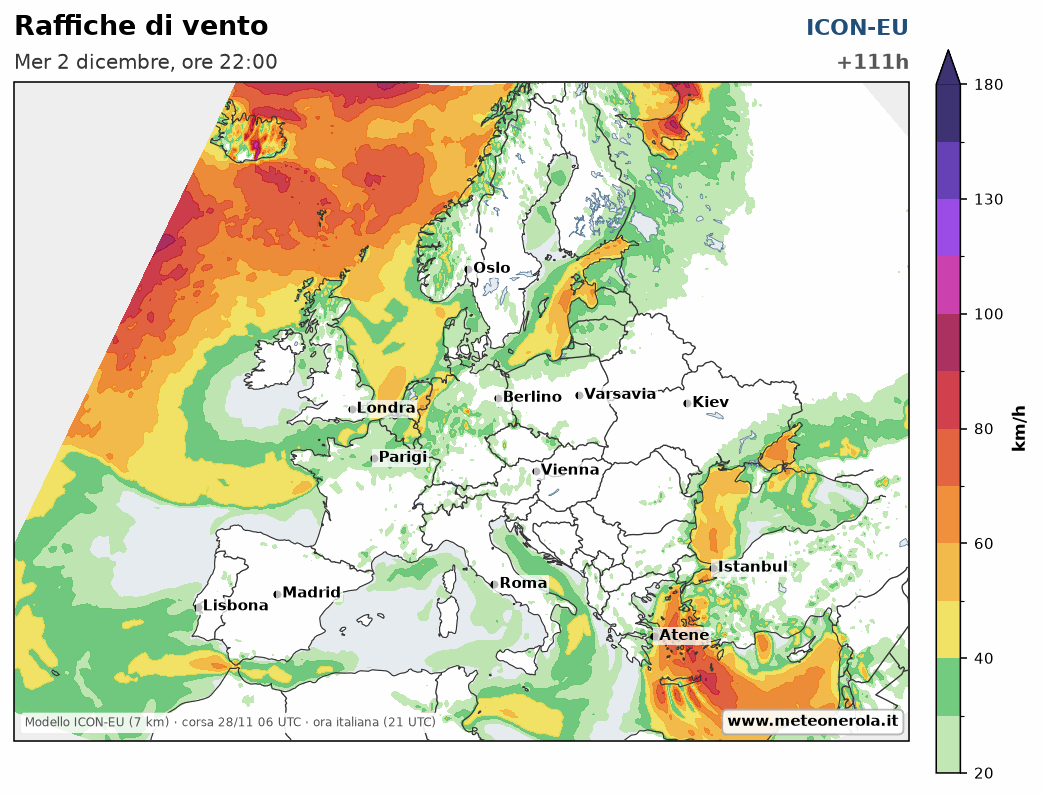 Raffiche di vento
ICON-EU
Mer 2 dicembre, ore 22:00
+111h
180
130
100
80
60
40
20
km/h
Oslo
Londra
Berlino
Varsavia
Kiev
Parigi
Vienna
Istanbul
Roma
Madrid
Lisbona
Atene
Modello ICON-EU (7 km) · corsa 28/11 06 UTC · ora italiana (21 UTC)
www.meteonerola.it